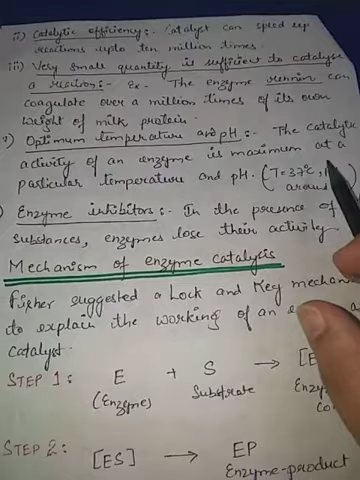 ii) Catalytic efficiency:- Catalyst can speed up
reactions upto ten million times.
iii) Very small quantity is sufficient to catalyse
a reaction:- Ex. The enzyme rennin can
coagulate over a million times of its own
weight of milk protein.
v) Optimum temperature and pH:- The catalytic
activity of an enzyme is maximum at a
particular temperature and pH. (T=37°C,
around
) Enzyme inhibitors:- In the presence of
substances, enzymes lose their activity
Mechanism of enzyme catalysis
Fisher suggested a Lock and Key mechan
to explain the working of an
catalyst.
STEP 1: E + S → [E
(Enzyme) Substrate Enzy
Co
STEP 2: [ES] → EP
Enzyme-product